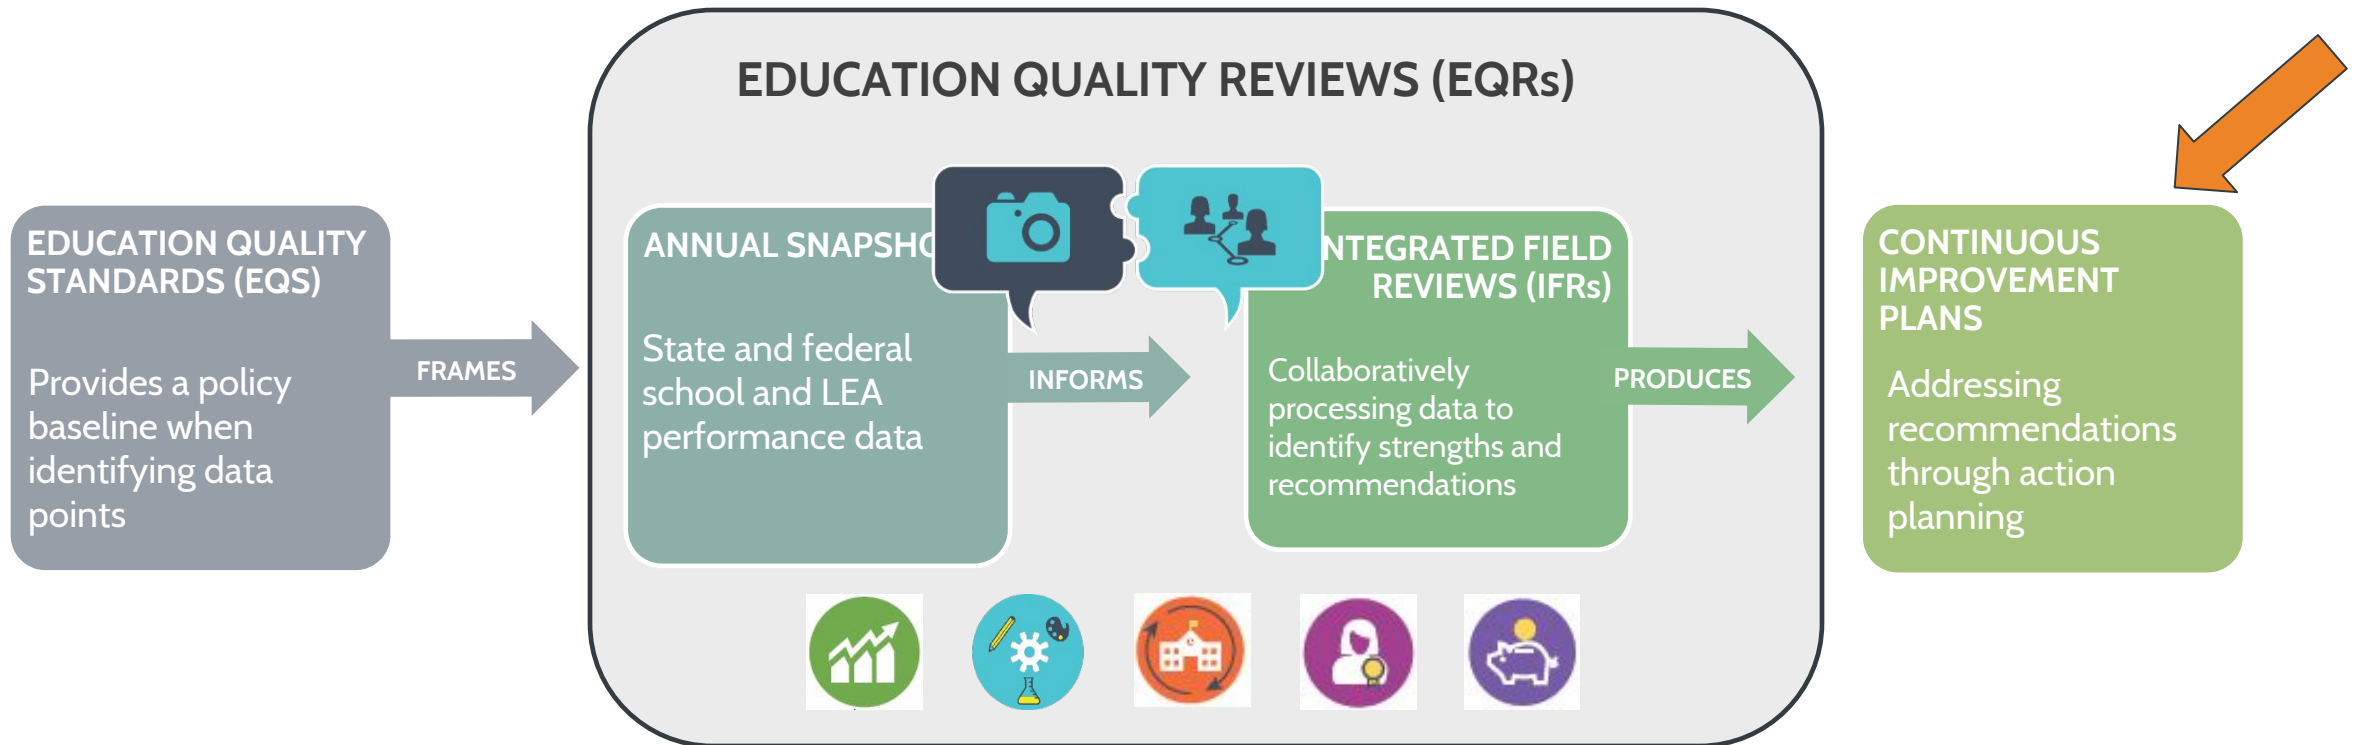 EDUCATION QUALITY REVIEWS (EQRs)
EDUCATION QUALITY
STANDARDS (EQS)
Provides a policy
baseline when
identifying data
points
FRAMES
ANNUAL SNAPSHO
State and federal
school and LEA
performance data
INFORMS
NTEGRATED FIELD
REVIEWS (IFRs)
Collaboratively
processing data to
identify strengths and
recommendations
PRODUCES
CONTINUOUS
IMPROVEMENT
PLANS
Addressing
recommendations
through action
planning